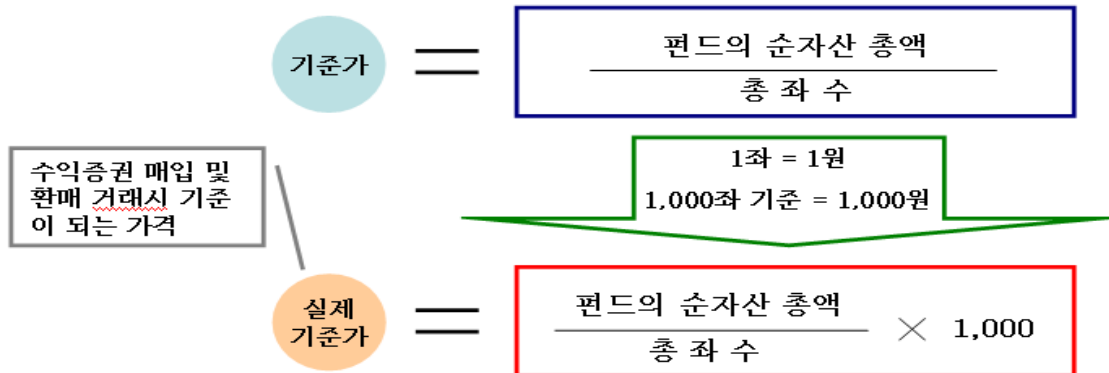 기준가
펀드의 순자산 총액
총 좌 수
1좌 = 1원
1,000좌 기준 = 1,000원
수익증권 매입 및
환매 거래시 기준
이 되는 가격
실제
기준가
펀드의 순자산 총액
총 좌 수
× 1,000